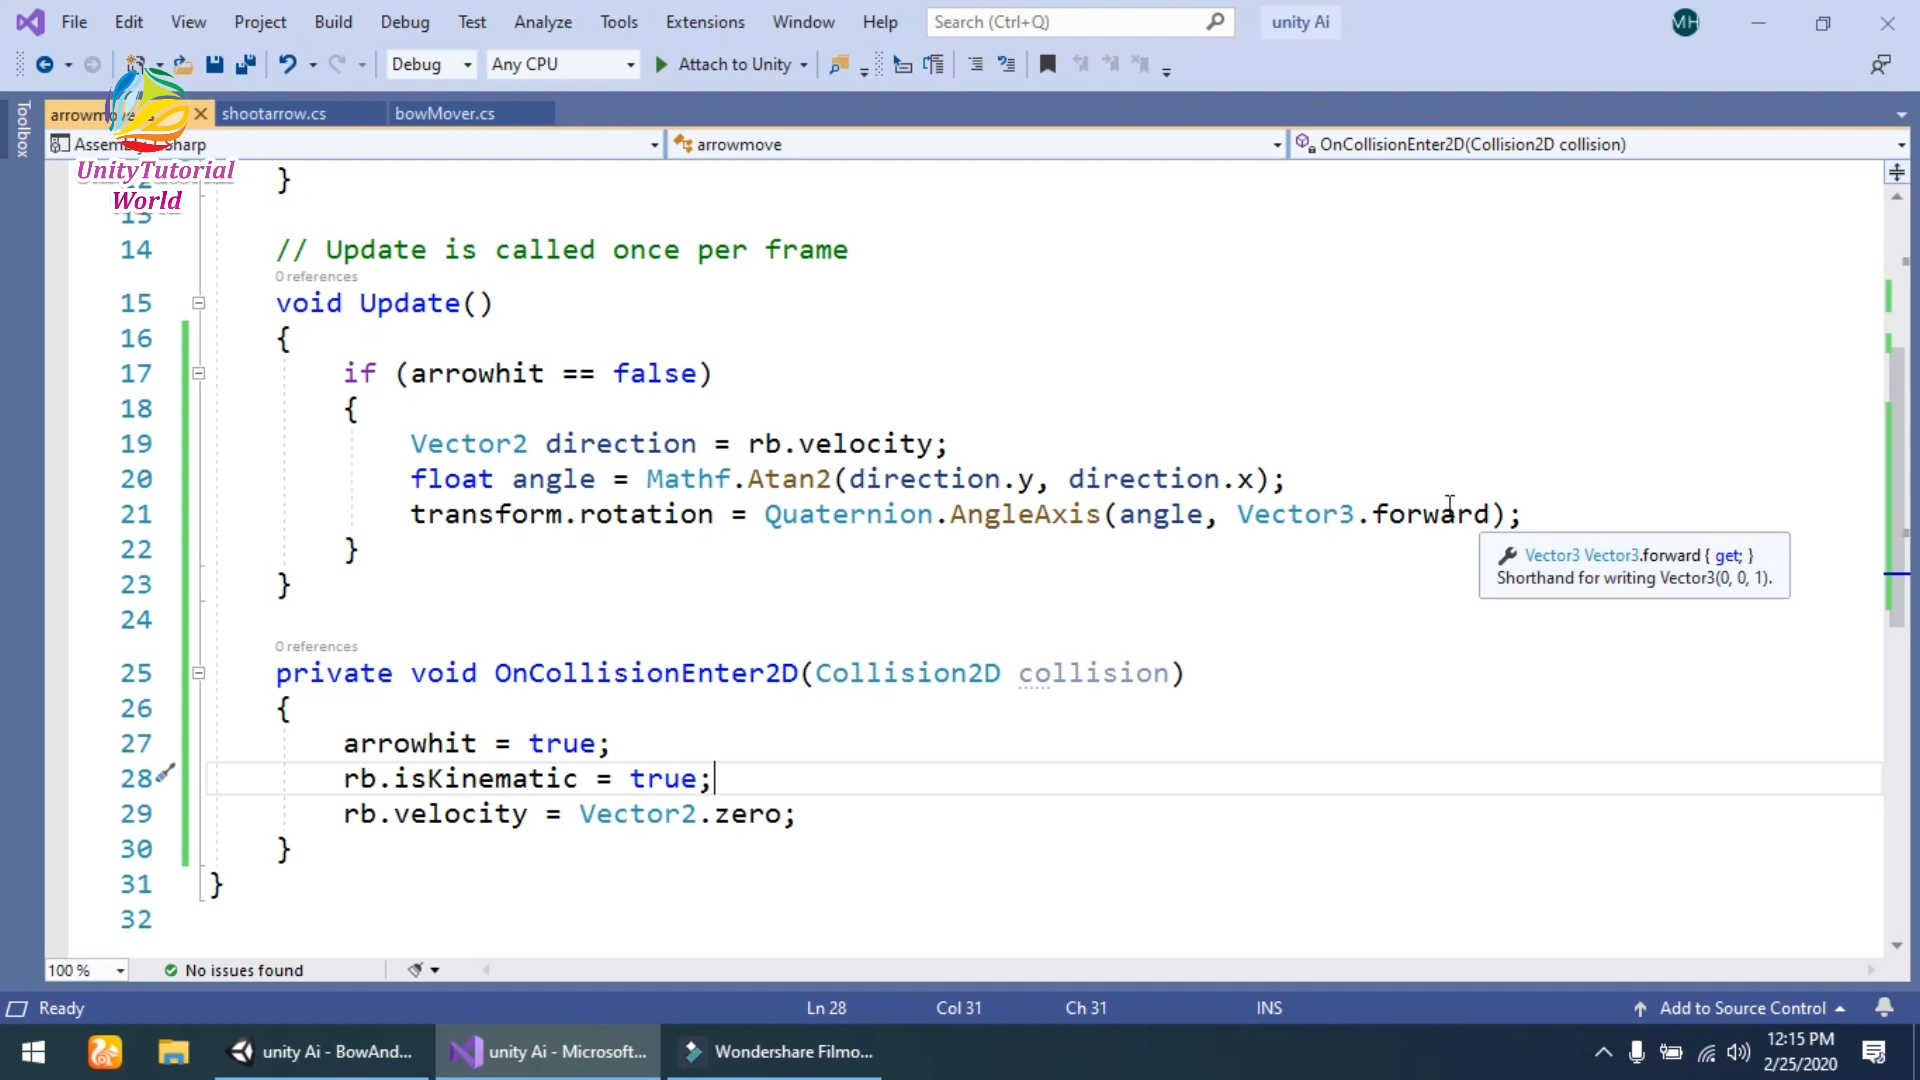 File Edit View Project Build Debug Test Analyze Tools Extensions Window Help Search (Ctrl+Q) unity Ai MH
Debug Any CPU Attach to Unity
Toolbox
shootarrow.cs bowMover.cs
arrowmove OnCollisionEnter2D(Collision2D collision)
UnityTutorial
World
}
13
14 // Update is called once per frame
0 references
15 void Update()
16 {
17 if (arrowhit == false)
18 {
19 Vector2 direction = rb.velocity;
20 float angle = Mathf.Atan2(direction.y, direction.x);
21 transform.rotation = Quaternion.AngleAxis(angle, Vector3.forward);
22 }
Vector3 Vector3.forward { get; }
Shorthand for writing Vector3(0, 0, 1).
23 }
24
0 references
25 private void OnCollisionEnter2D(Collision2D collision)
26 {
27 arrowhit = true;
28 rb.isKinematic = true;
29 rb.velocity = Vector2.zero;
30 }
31 }
32
100 % No issues found
Ready Ln 28 Col 31 Ch 31 INS Add to Source Control
unity Ai - BowAnd... unity Ai - Microsoft... Wondershare Filmo... 12:15 PM
2/25/2020